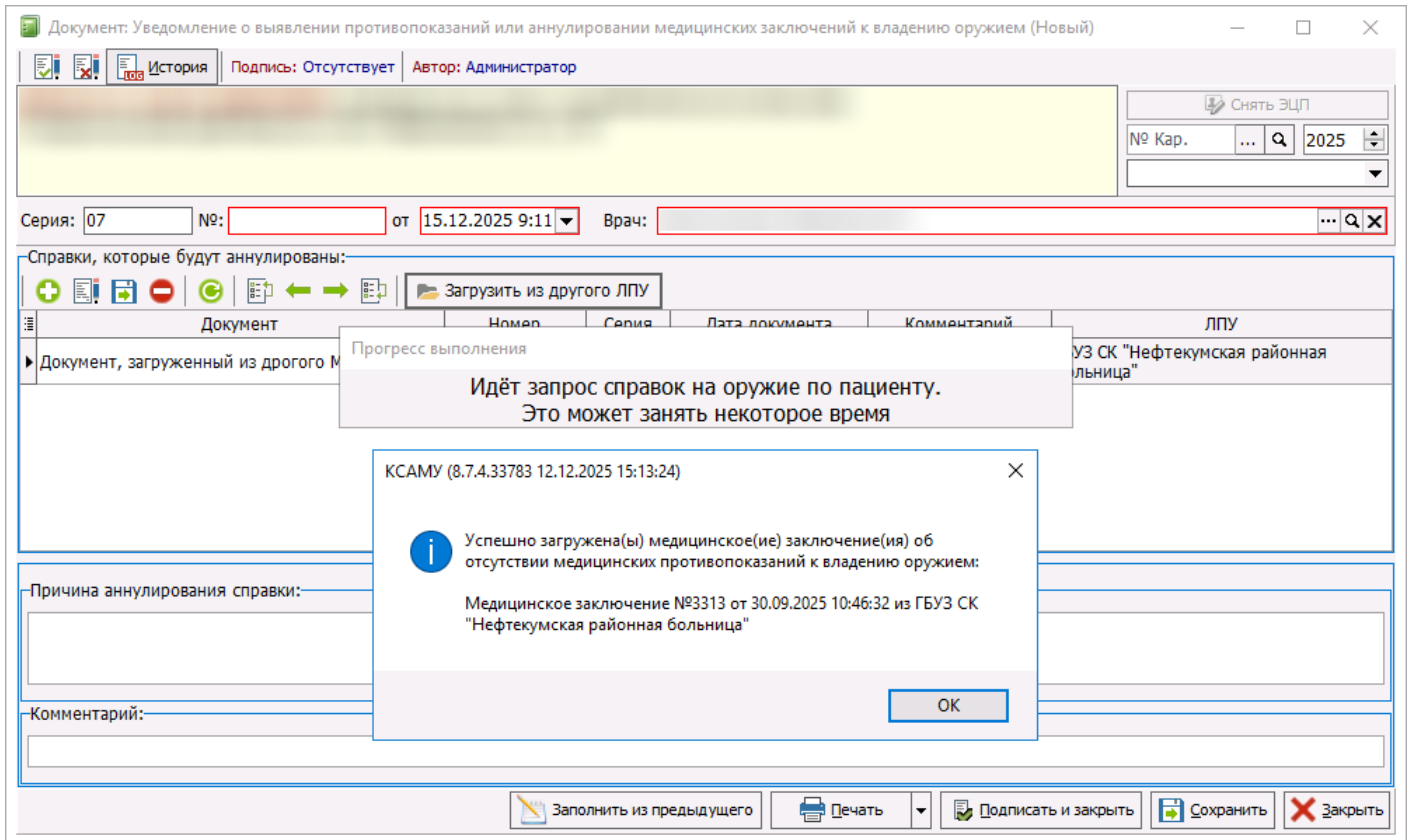 Документ: Уведомление о выявлении противопоказаний или аннулировании медицинских заключений к владению оружием (Новый)
LOG История Подпись: Отсутствует Автор: Администратор
Снять ЭЦП
№ Кар. ... 2025
Серия: 07 №: от 15.12.2025 9:11 Врач: ...
Справки, которые будут аннулированы:
Загрузить из другого ЛПУ
Документ Номер Серия Дата документа Комментарий ЛПУ
Документ, загруженный из дрогого М
УЗ СК "Нефтекумская районная
ольница"
Прогресс выполнения
Идёт запрос справок на оружие по пациенту.
Это может занять некоторое время
КСАМУ (8.7.4.33783 12.12.2025 15:13:24)
Успешно загружена(ы) медицинское(ие) заключение(ия) об
отсутствии медицинских противопоказаний к владению оружием:
Медицинское заключение №3313 от 30.09.2025 10:46:32 из ГБУЗ СК
"Нефтекумская районная больница"
OK
Причина аннулирования справки:
Комментарий:
Заполнить из предыдущего Печать Подписать и закрыть Сохранить Закрыть